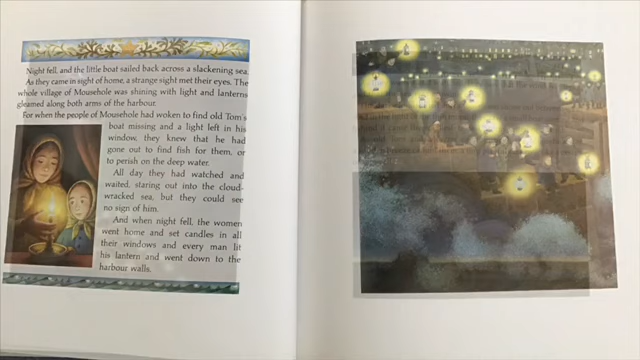 Night fell, and the little boat sailed back across a slackening sea.
As they came in sight of home, a strange sight met their eyes. The
whole village of Mousehole was shining with light and lanterns
gleamed along both arms of the harbour.
For when the people of Mousehole had woken to find old Tom's
boat missing and a light left in his
window, they knew that he had
gone out to find fish for them, or
to perish on the deep water.
All day they had watched and
waited, staring out into the cloud-
wracked sea, but they could see
no sign of him.
And when night fell, the women
went home and set candles in all
their windows and every man lit
his lantern and went down to the
harbour walls.